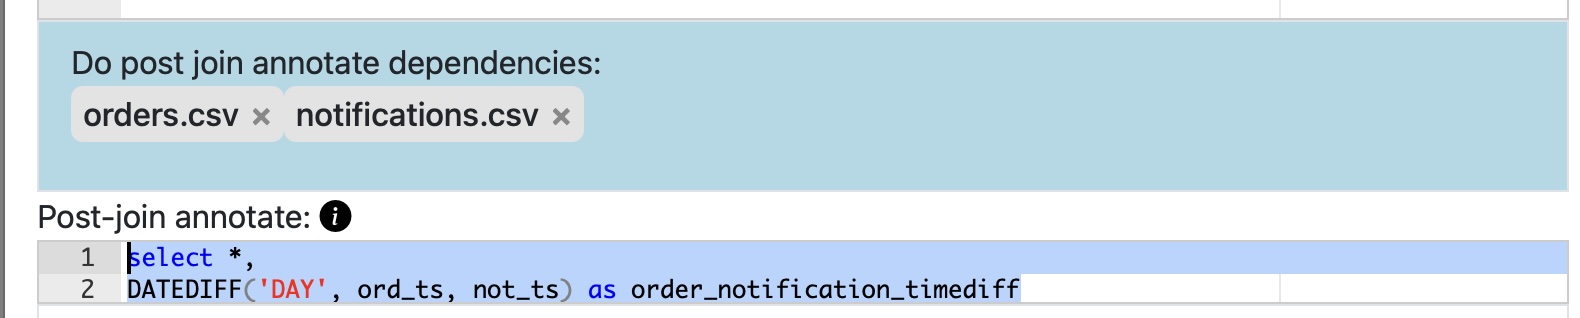 Do post join annotate dependencies:
orders.csv × notifications.csv ×
Post-join annotate: i
1 select *,
2 DATEDIFF('DAY', ord_ts, not_ts) as order_notification_timediff